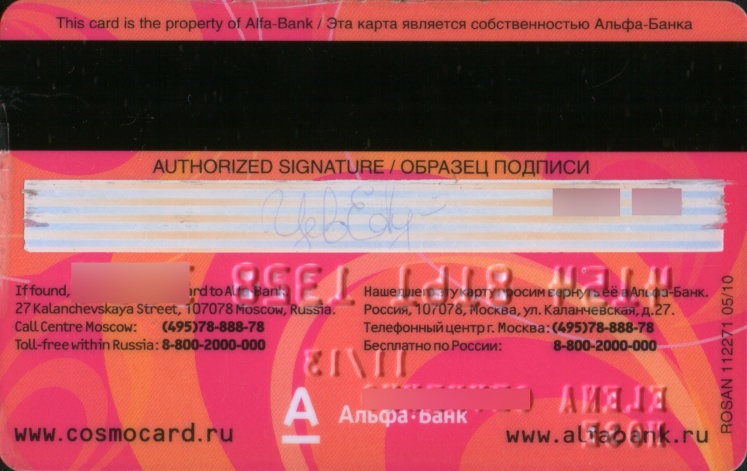 This card is the property of Alfa-Bank / Эта карта является собственностью Альфа-Банка
AUTHORIZED SIGNATURE / ОБРАЗЕЦ ПОДПИСИ
If found, rd to Alfa-Bank
27 Kalanchevskaya Street, 107078 Moscow, Russia.
Call Centre Moscow: (495)78-888-78
Toll-free within Russia: 8-800-2000-000
Нашедшего эту карту просим вернуть её в Альфа-Банк.
Россия, 107078, Москва, ул. Каланчевская, д.27.
Телефонный центр г. Москва: (495)78-888-78
Бесплатно по России: 8-800-2000-000
11/13
ELENA
ROSAN 112271 05/10
А
Альфа·Банк
www.cosmocard.ru
www.alfabank.ru